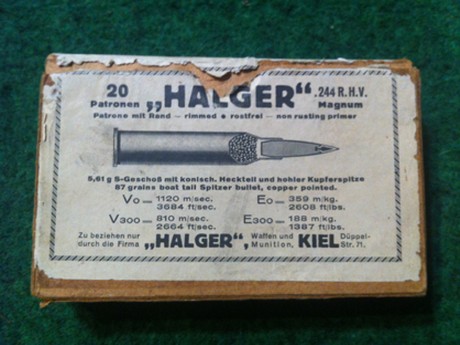 20 Patronen „HALGER“ .244 R.H.V. Magnum
Patrone mit Rand — rimmed • rostfrei — non rusting primer
5,61 g S-Geschoß mit konisch. Heckteil und hohler Kupferspitze
87 grains boat tail Spitzer bullet, copper pointed.
Vo = 1120 m/sec. 3684 ft/sec. Eo = 359 m/kg. 2608 ft/lbs.
V300 = 810 m/sec. 2664 ft/sec. E300 = 188 m/kg. 1387 ft/lbs.
Zu beziehen nur durch die Firma „HALGER“, Waffen und Munition, KIEL Düppel-Str. 71.